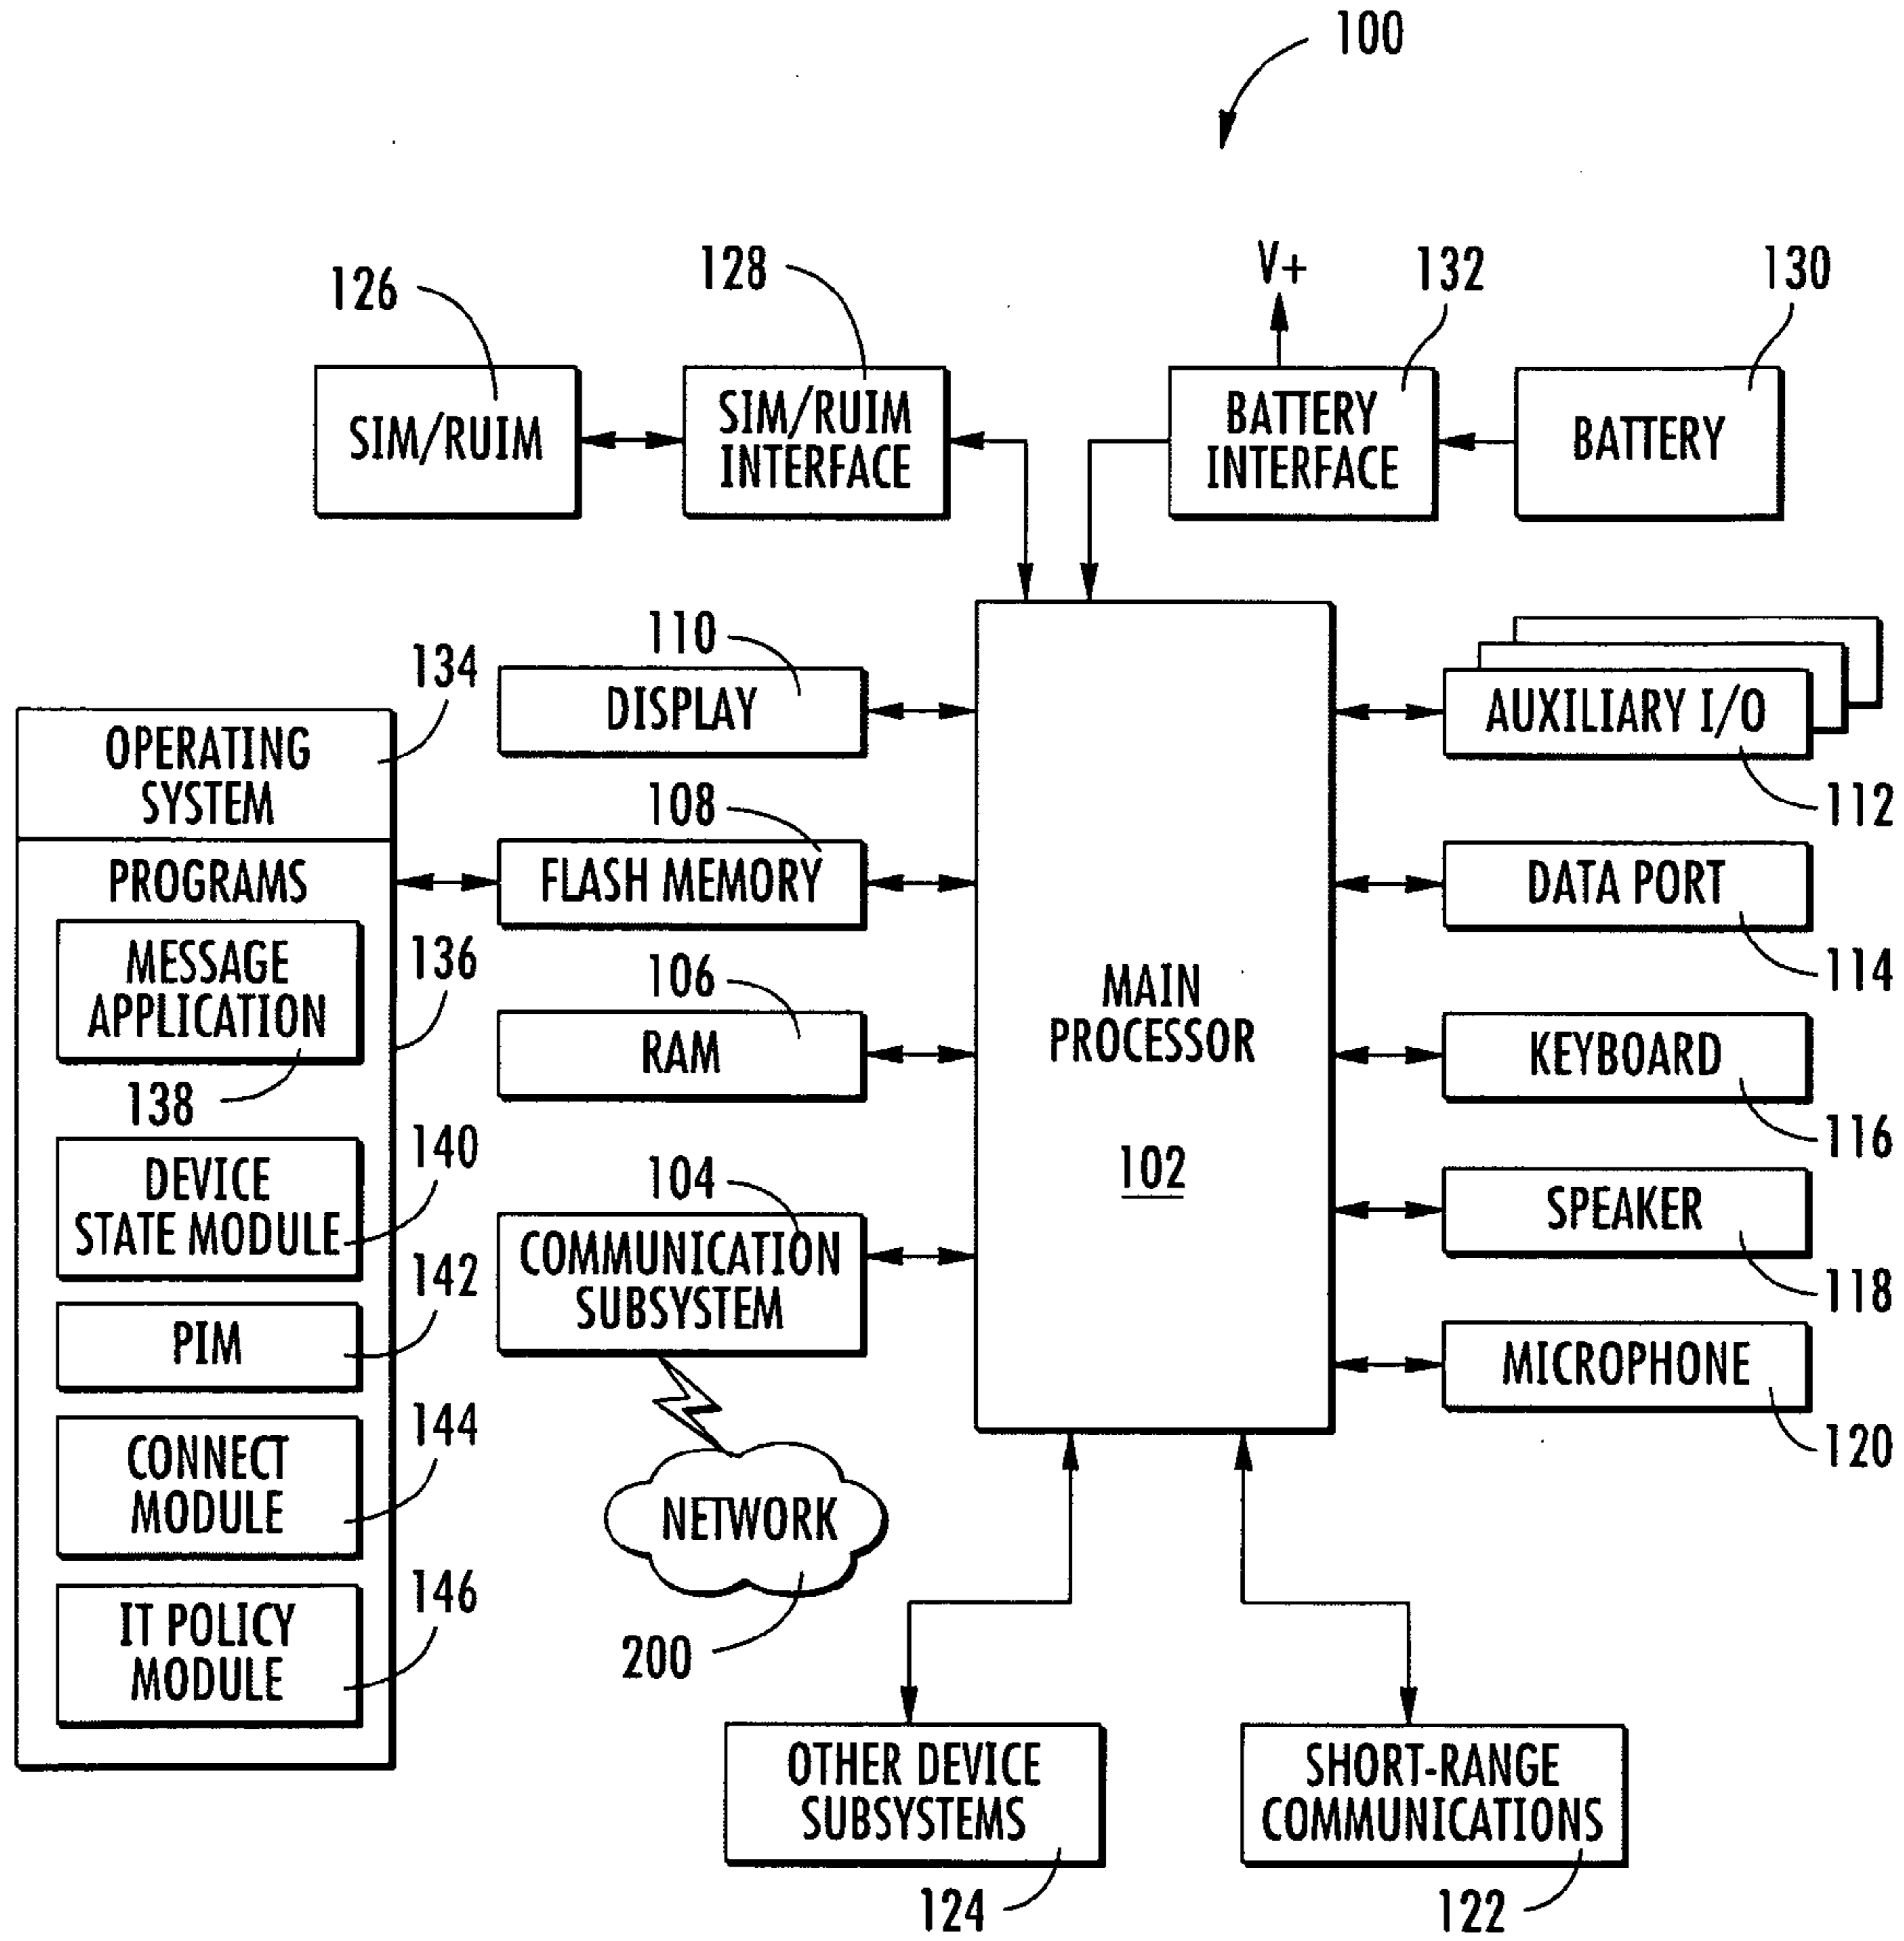 100
126
128
V+
132
130
SIM/RUIM
SIM/RUIM
INTERFACE
BATTERY
INTERFACE
BATTERY
134
OPERATING
SYSTEM
PROGRAMS
MESSAGE
APPLICATION
136
138
DEVICE
STATE MODULE
140
PIM
142
CONNECT
MODULE
144
IT POLICY
MODULE
146
110
DISPLAY
108
FLASH MEMORY
106
RAM
104
COMMUNICATION
SUBSYSTEM
NETWORK
200
MAIN
PROCESSOR
102
AUXILIARY I/O
112
DATA PORT
114
KEYBOARD
116
SPEAKER
118
MICROPHONE
120
OTHER DEVICE
SUBSYSTEMS
124
SHORT-RANGE
COMMUNICATIONS
122